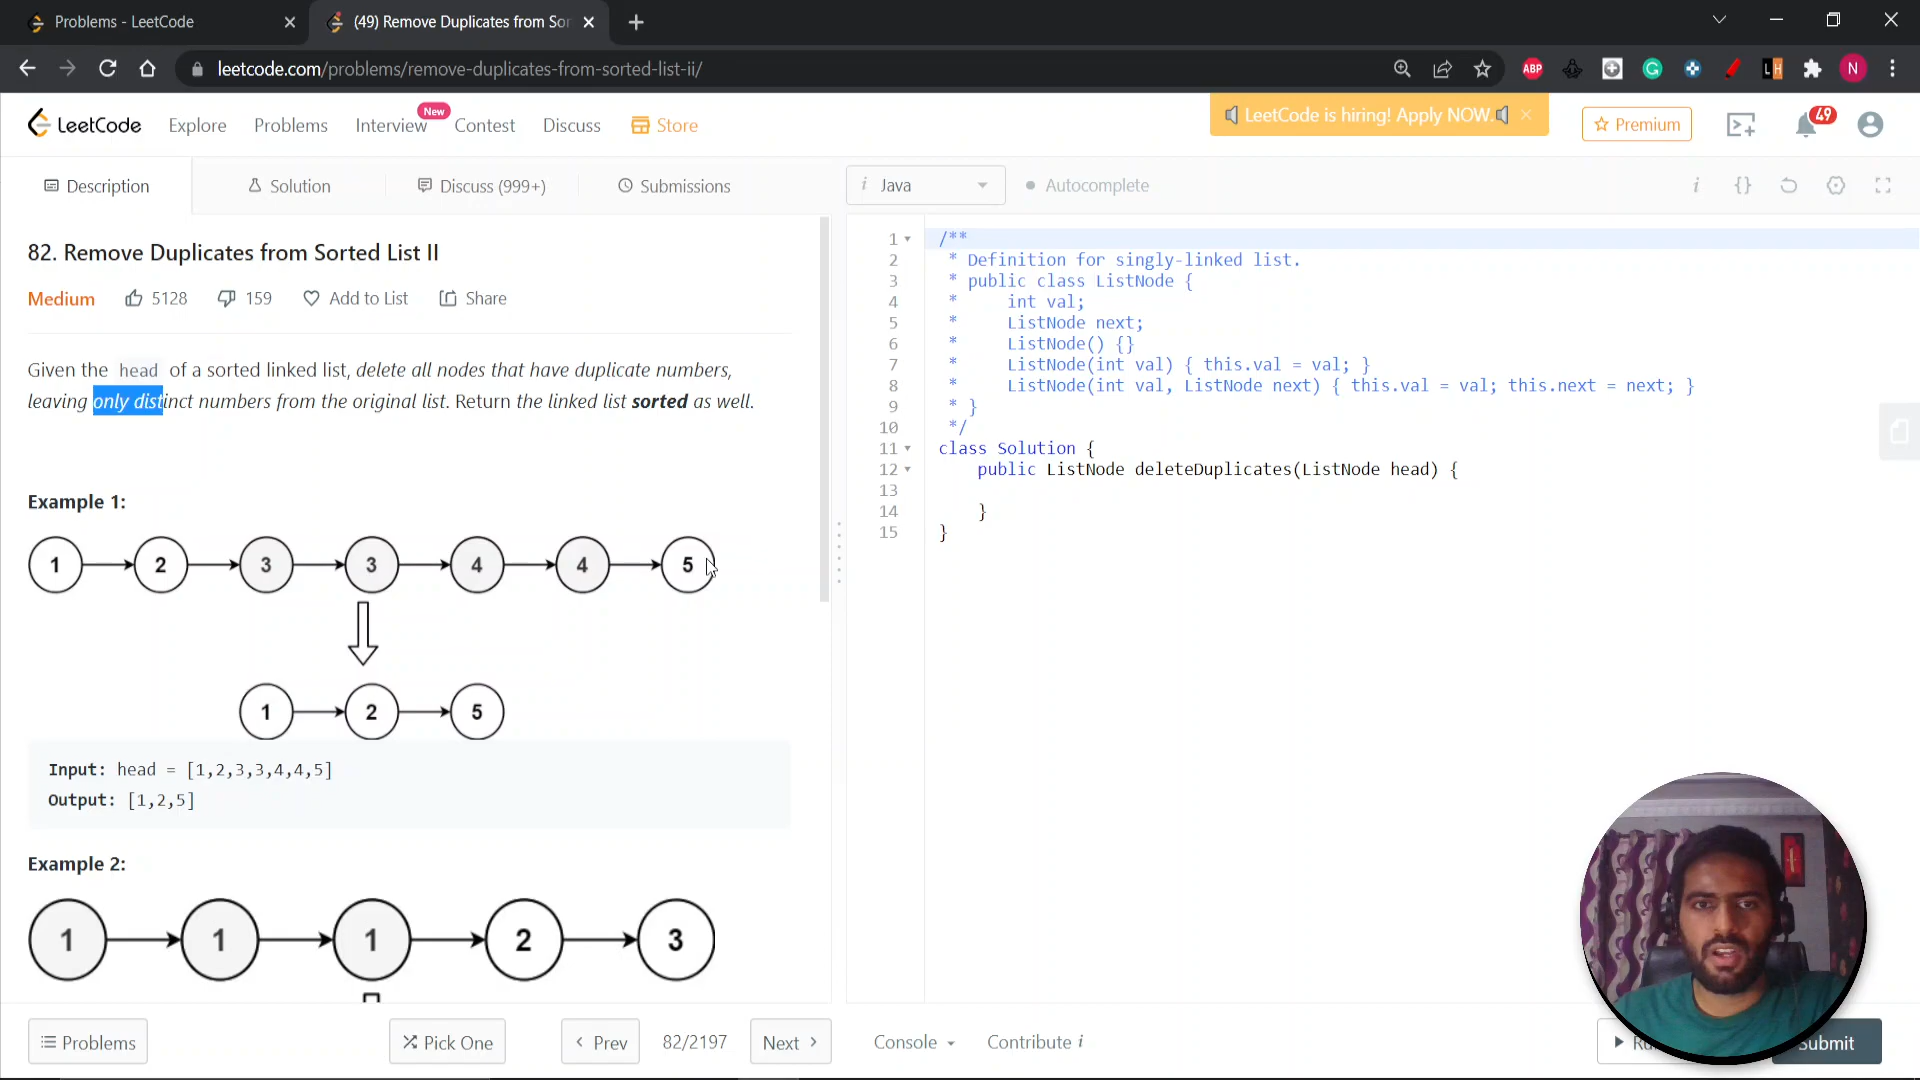 Problems - LeetCode
(49) Remove Duplicates from Sor
leetcode.com/problems/remove-duplicates-from-sorted-list-ii/
ABP
G
LH
N
LeetCode
Explore
Problems
Interview
New
Contest
Discuss
Store
LeetCode is hiring! Apply NOW.
Premium
49
Description
Solution
Discuss (999+)
Submissions
i Java
Autocomplete
i
{}
82. Remove Duplicates from Sorted List II
Medium
5128
159
Add to List
Share
Given the head of a sorted linked list, delete all nodes that have duplicate numbers,
leaving only distinct numbers from the original list. Return the linked list sorted as well.
Example 1:
1 2 3 3 4 4 5
1 2 5
Input: head = [1,2,3,3,4,4,5]
Output: [1,2,5]
Example 2:
1 1 1 2 3
1 /**
2 * Definition for singly-linked list.
3 * public class ListNode {
4 * int val;
5 * ListNode next;
6 * ListNode() {}
7 * ListNode(int val) { this.val = val; }
8 * ListNode(int val, ListNode next) { this.val = val; this.next = next; }
9 * }
10 */
11 class Solution {
12 public ListNode deleteDuplicates(ListNode head) {
13
14 }
15 }
Problems
Pick One
Prev
82/2197
Next
Console
Contribute i
Submit